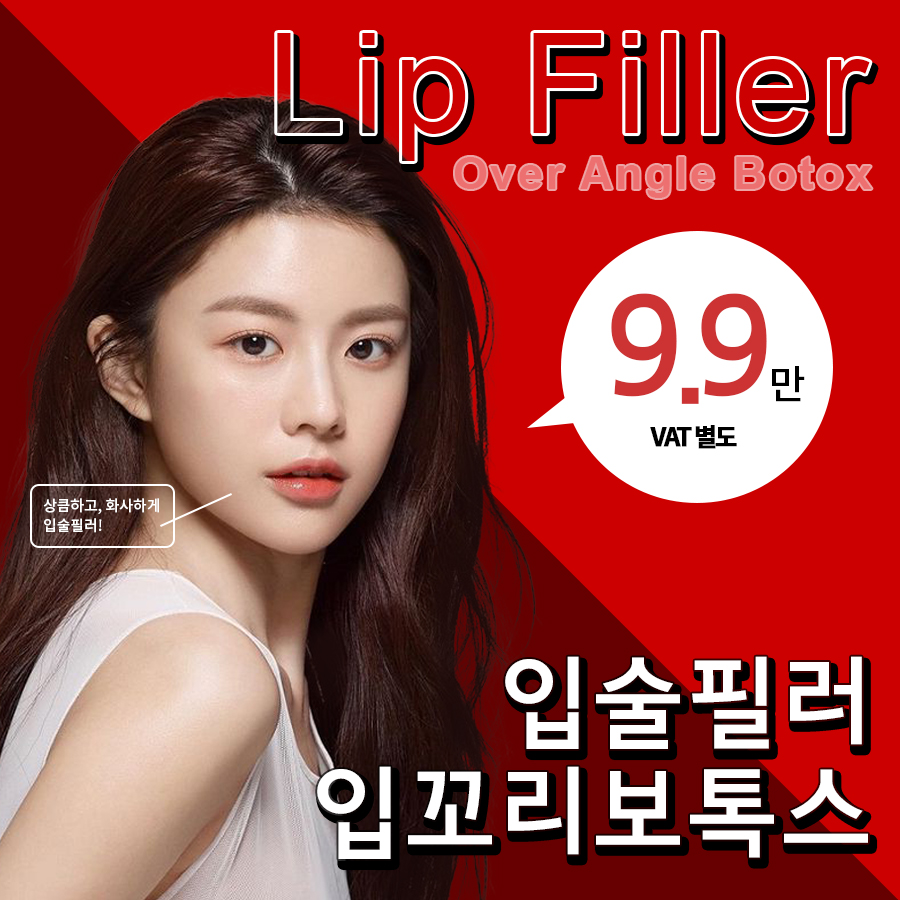 Lip Filler
Over Angle Botox
9.9만
VAT 별도
상큼하고, 화사하게
입술필러!
입술필러
입꼬리보톡스